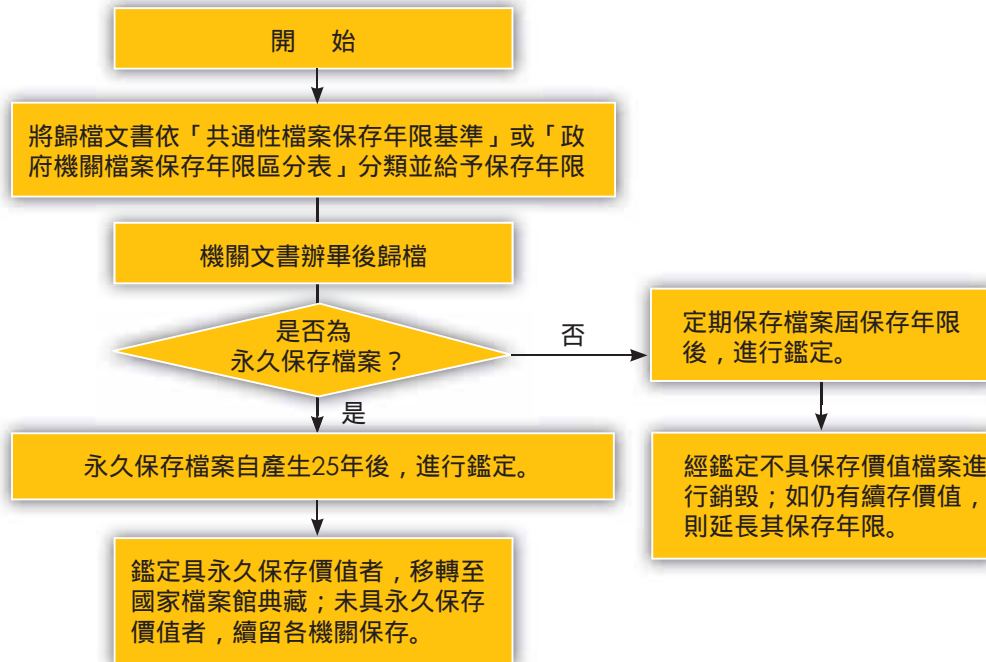 開 始
將歸檔文書依「共通性檔案保存年限基準」或「政
府機關檔案保存年限區分表」分類並給予保存年限
機關文書辦畢後歸檔
是否為
永久保存檔案？
否
定期保存檔案屆保存年限
後，進行鑑定。
是
永久保存檔案自產生25年後，進行鑑定。
經鑑定不具保存價值檔案進
行銷毀；如仍有續存價值，
則延長其保存年限。
鑑定具永久保存價值者，移轉至
國家檔案館典藏；未具永久保存
價值者，續留各機關保存。